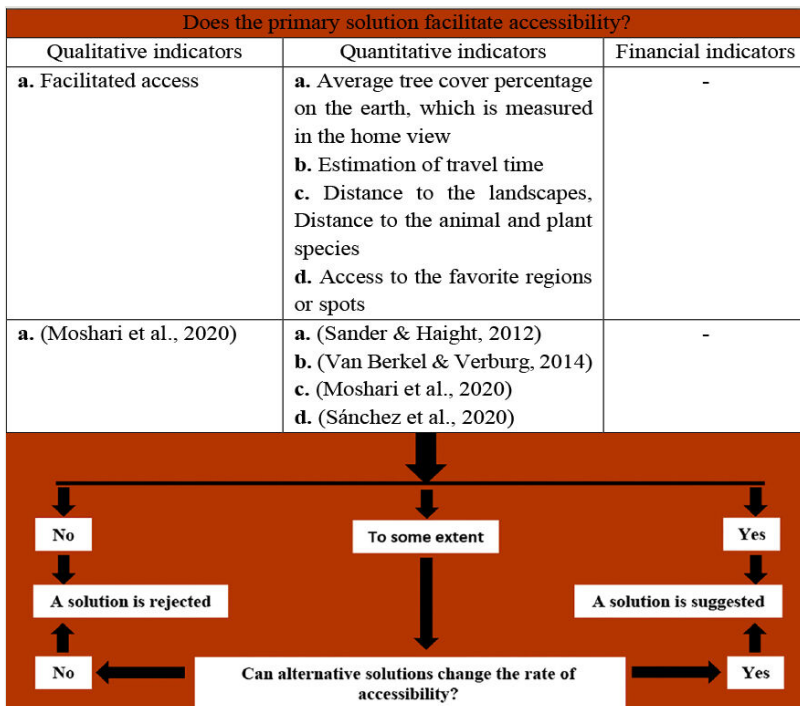 Does the primary solution facilitate accessibility?
Qualitative indicators
Quantitative indicators
Financial indicators
a. Facilitated access
a. Average tree cover percentage
on the earth, which is measured
in the home view
b. Estimation of travel time
c. Distance to the landscapes,
Distance to the animal and plant
species
d. Access to the favorite regions
or spots
-
a. (Moshari et al., 2020)
a. (Sander & Haight, 2012)
b. (Van Berkel & Verburg, 2014)
c. (Moshari et al., 2020)
d. (Sánchez et al., 2020)
-
No
To some extent
Yes
A solution is rejected
A solution is suggested
No
Can alternative solutions change the rate of
accessibility?
Yes